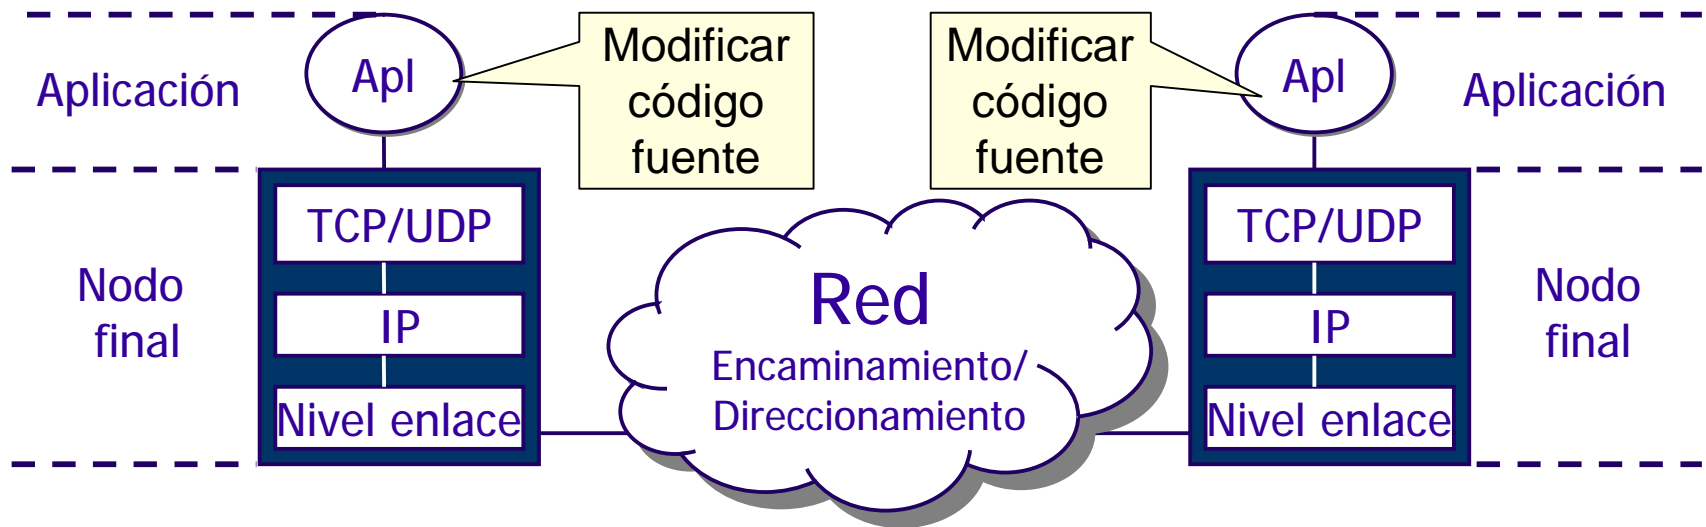 Aplicación
Apl
Modificar
código
fuente
Modificar
código
fuente
Apl
Aplicación
Nodo
final
TCP/UDP
IP
Nivel enlace
Red
Encaminamiento/
Direccionamiento
TCP/UDP
IP
Nivel enlace
Nodo
final